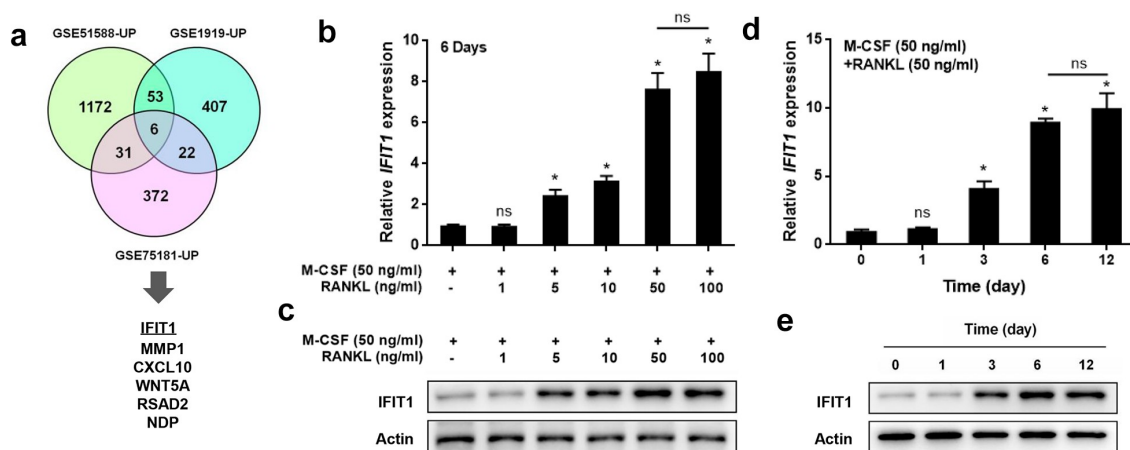 a
GSE51588-UP
GSE1919-UP
1172
53
407
6
31
22
372
GSE75181-UP
IFIT1
MMP1
CXCL10
WNT5A
RSAD2
NDP
b
6 Days
Relative IFIT1 expression
10
8
6
4
2
0
ns
*
*
ns
*
*
M-CSF (50 ng/ml) + + + + + +
RANKL (ng/ml) - 1 5 10 50 100
c
M-CSF (50 ng/ml) + + + + + +
RANKL (ng/ml) - 1 5 10 50 100
IFIT1
Actin
d
M-CSF (50 ng/ml)
+RANKL (50 ng/ml)
Relative IFIT1 expression
15
10
5
0
ns
*
*
*
ns
0 1 3 6 12
Time (day)
e
Time (day)
0 1 3 6 12
IFIT1
Actin